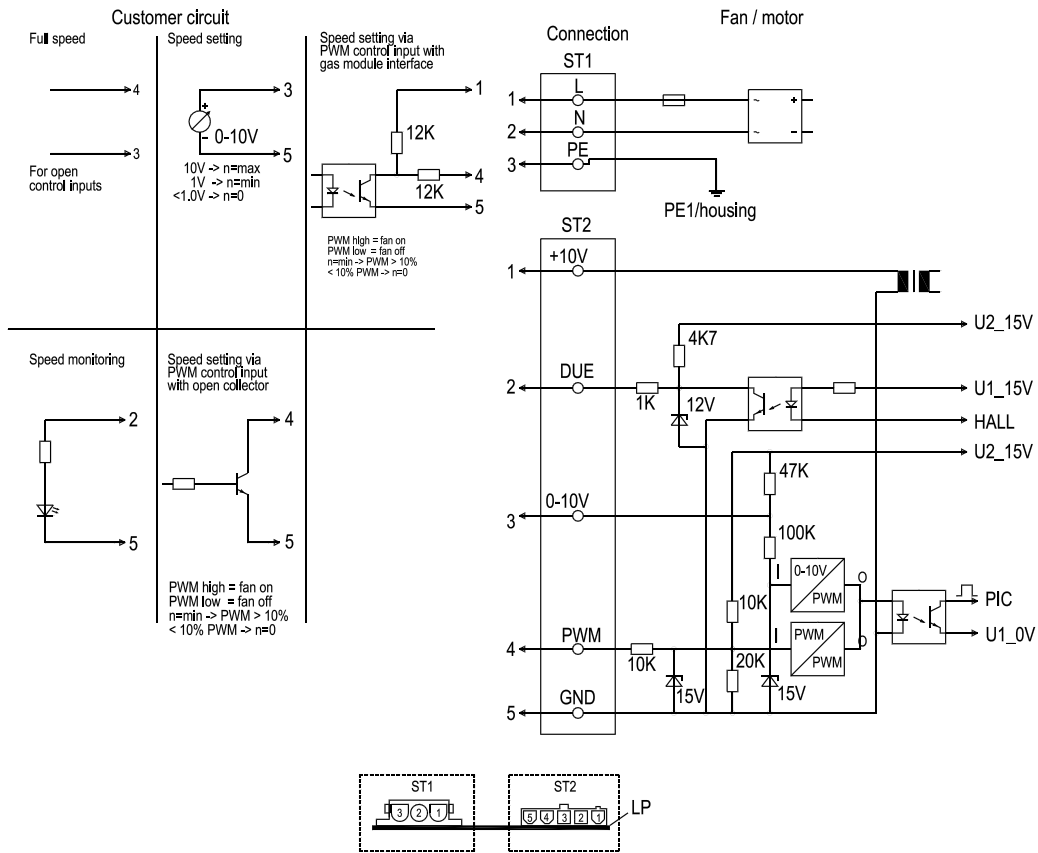 Customer circuit
Fan / motor
Full speed
4
3
For open
control inputs
Speed setting
3
+
- 0-10V
5
10V -> n=max
1V -> n=min
<1.0V -> n=0
Speed setting via
PWM control input with
gas module interface
1
12K
4
12K
5
PWM high = fan on
PWM low = fan off
n=min -> PWM > 10%
< 10% PWM -> n=0
Speed monitoring
2
5
Speed setting via
PWM control input
with open collector
4
5
PWM high = fan on
PWM low = fan off
n=min -> PWM > 10%
< 10% PWM -> n=0
Connection
ST1
1
L
2
N
3
PE
~ +
~ -
PE1/housing
ST2
1
+10V
U2_15V
4K7
2
DUE
1K
12V
U1_15V
HALL
U2_15V
47K
3
0-10V
100K
I
0-10V
PWM
O
10K
PIC
4
PWM
10K
I
PWM
PWM
O
U1_0V
20K
15V
15V
5
GND
ST1
3 2 1
ST2
5 4 3 2 1
LP